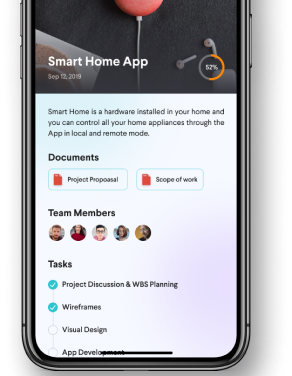 Smart Home App
52%
Sep 12, 2019
Smart Home is a hardware installed in your home and
you can control all your home appliances through the
App in local and remote mode.
Documents
Project Propoasal
Scope of work
Team Members
Tasks
Project Discussion & WBS Planning
Wireframes
Visual Design
App Development